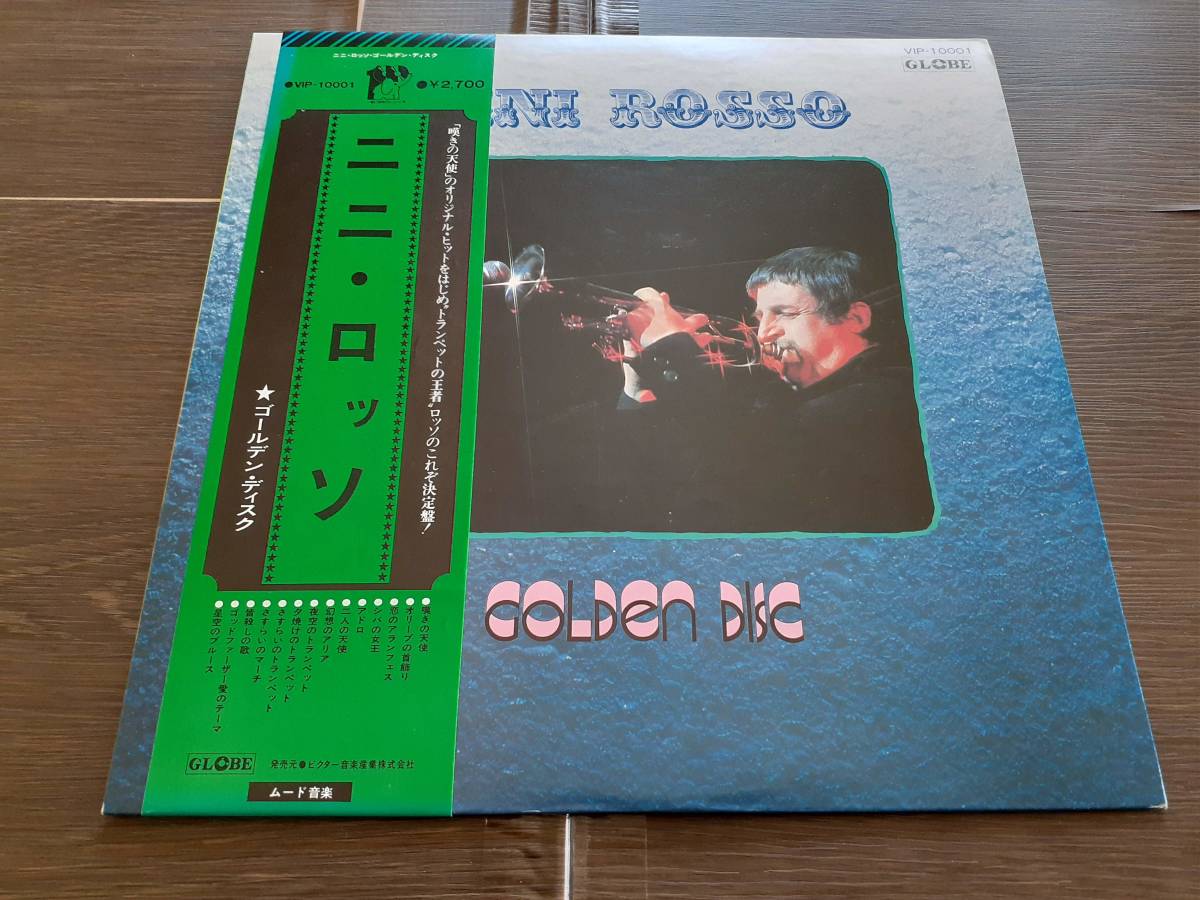 ニニ・ロッソ・ゴールデン・ディスク
●VIP-10001
●¥2,700
「嘆きの天使」のオリジナル・ヒットをはじめ、“トランペットの王者”ロッソのこれぞ決定盤!
ニニ・ロッソ
★ゴールデン・ディスク
●嘆きの天使
●オリーブの首飾り
●恋のアランフェス
●シバの女王
●アドロ
●二人の天使
●幻想のアリア
●夜空のトランペット
●夕焼けのトランペット
●さすらいのトランペット
●さすらいのマーチ
●皆殺しの歌
●ゴッドファーザー愛のテーマ
●星空のブルース
GLOBE
発売元●ビクター音楽産業株式会社
ムード音楽
VIP-10001
GLOBE
NI ROSSO
GOLDEN DISC